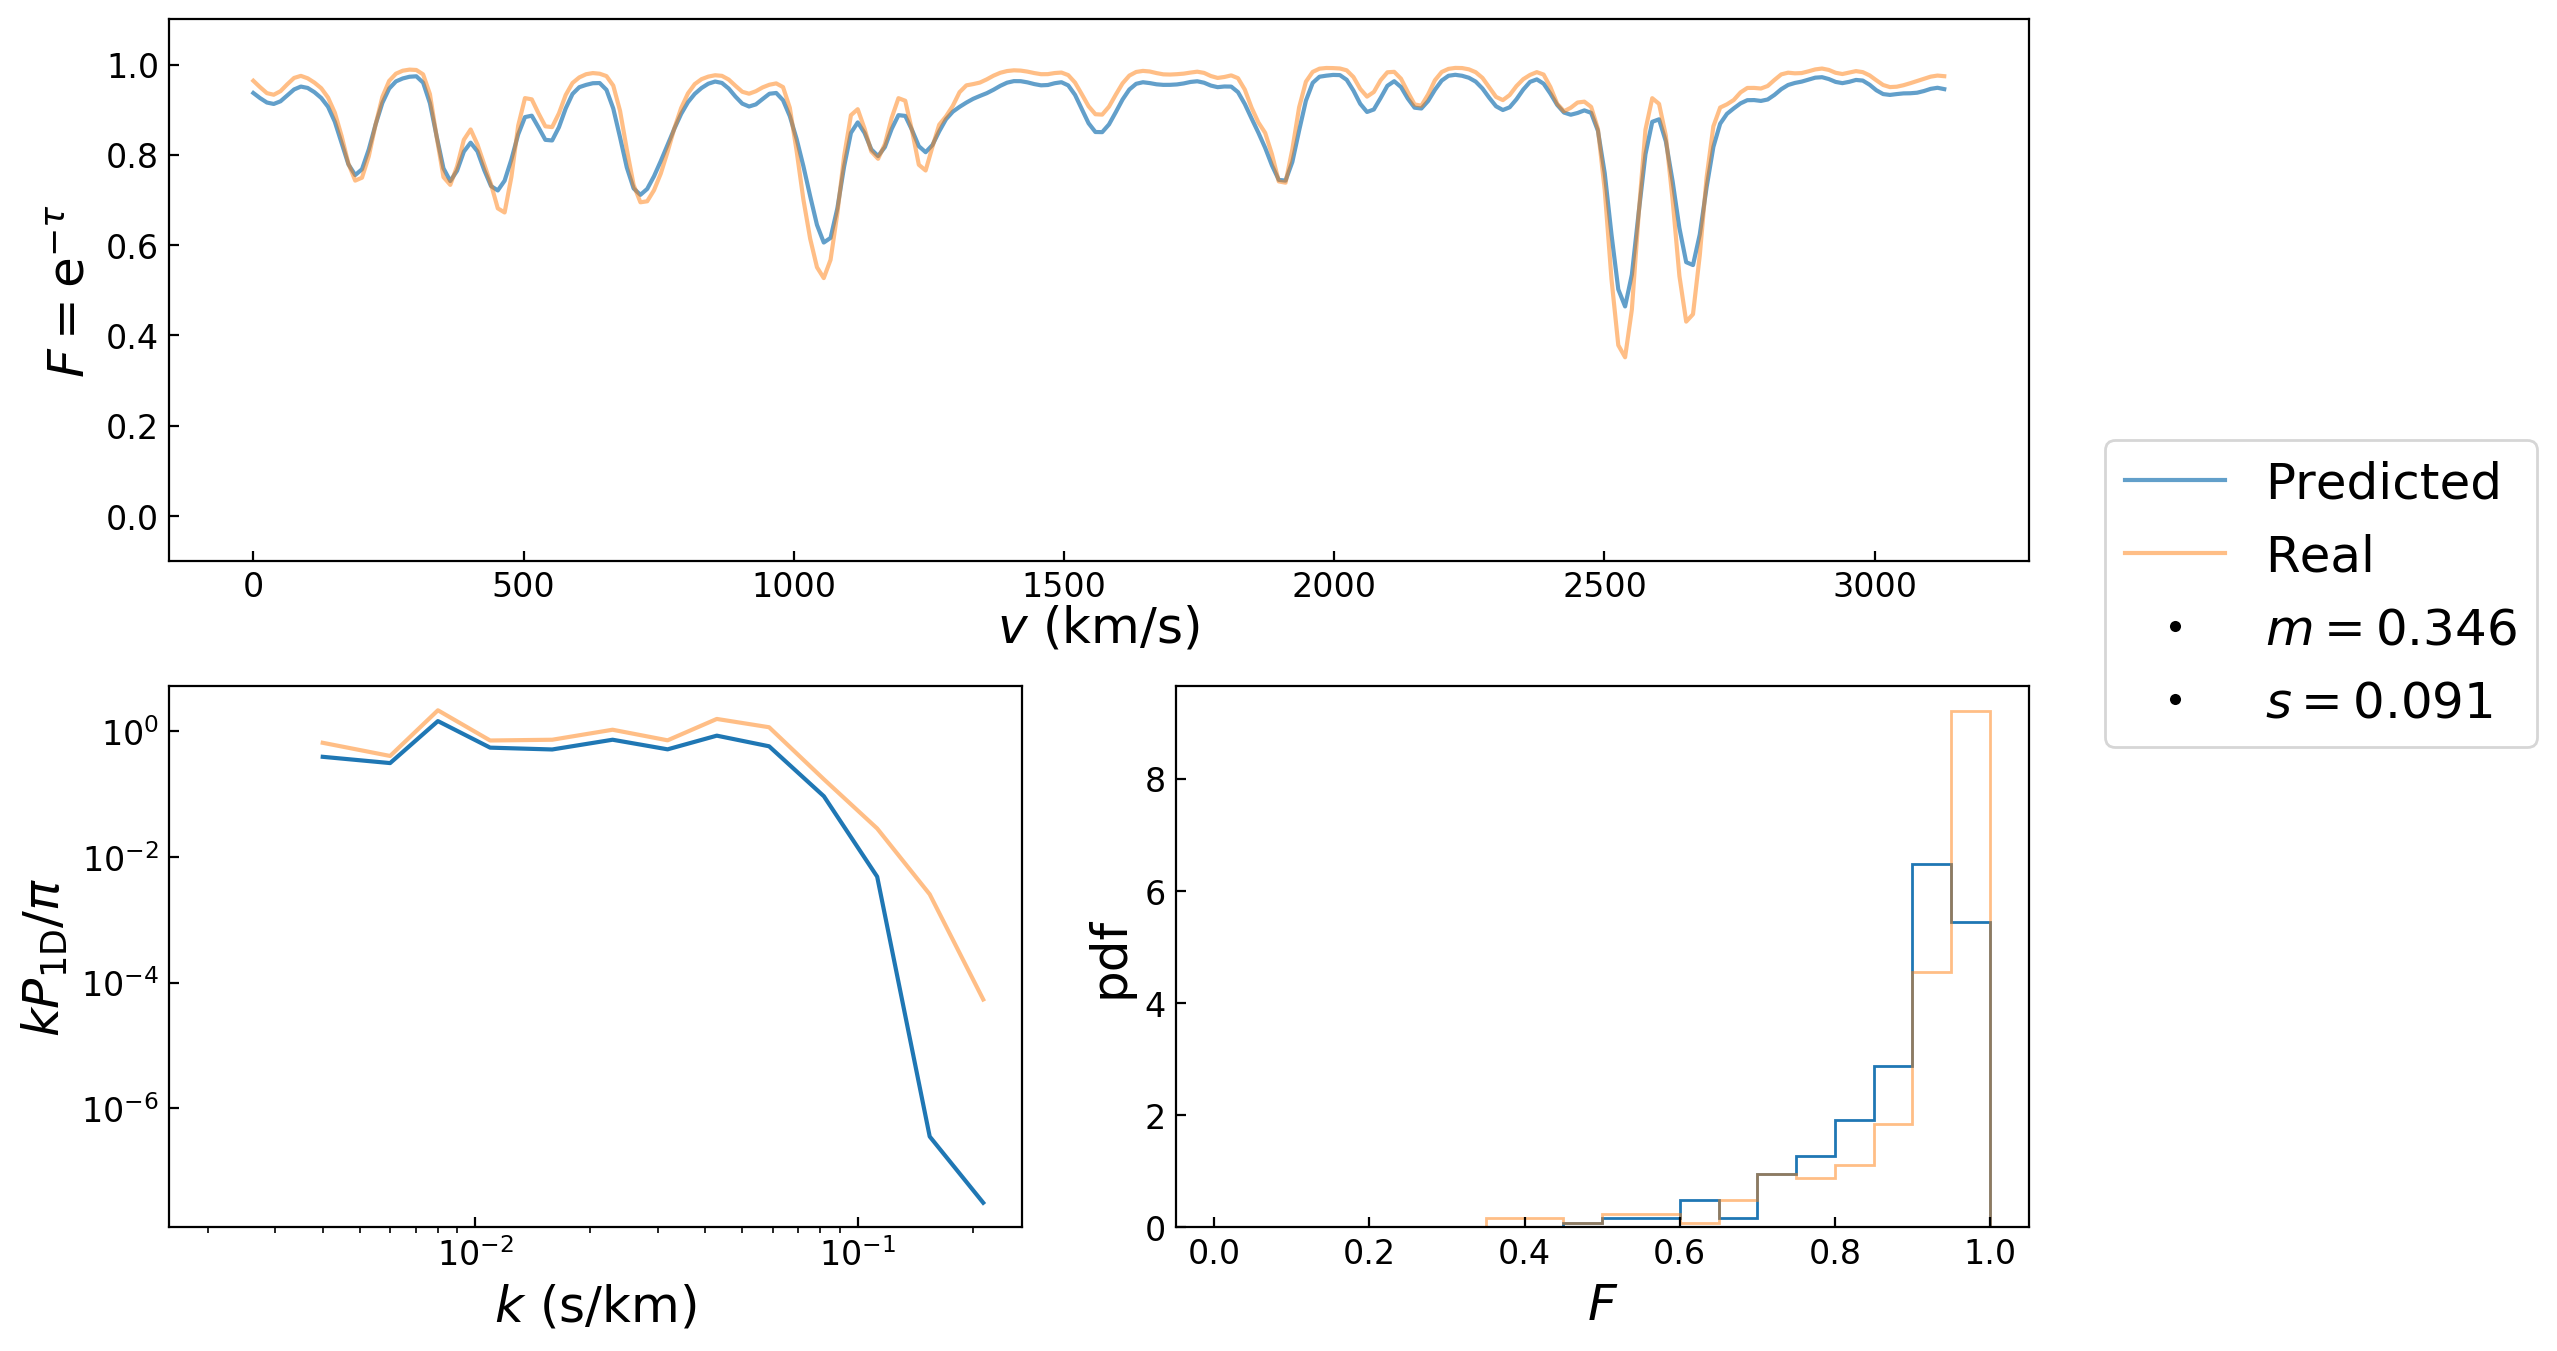 F = e^{-τ}
1.0
0.8
0.6
0.4
0.2
0.0
0 500 1000 1500 2000 2500 3000
v (km/s)
Predicted
Real
m = 0.346
s = 0.091
kP_{1D}/π
10^{0}
10^{-2}
10^{-4}
10^{-6}
10^{-2} 10^{-1}
k (s/km)
pdf
8
6
4
2
0
0.0 0.2 0.4 0.6 0.8 1.0
F